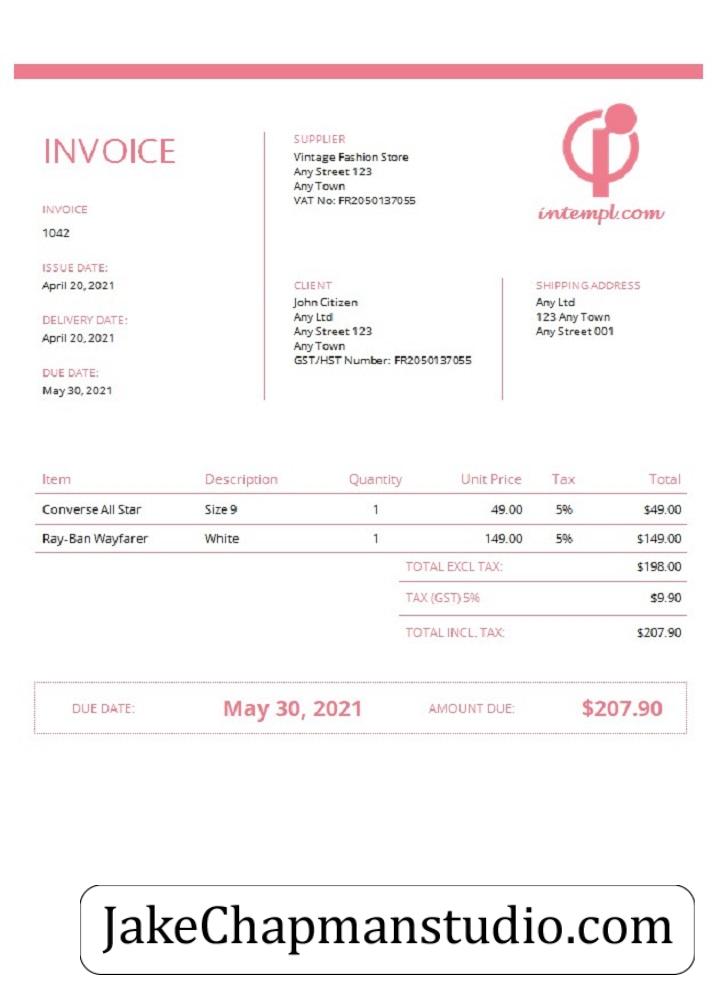 INVOICE
INVOICE
1042
ISSUE DATE:
April 20, 2021
DELIVERY DATE:
April 20, 2021
DUE DATE:
May 30, 2021
SUPPLIER
Vintage Fashion Store
Any Street 123
Any Town
VAT No: FR2050137055
intempl.com
CLIENT
John Citizen
Any Ltd
Any Street 123
Any Town
GST/HST Number: FR2050137055
SHIPPING ADDRESS
Any Ltd
123 Any Town
Any Street 001
Item Description Quantity Unit Price Tax Total
Converse All Star Size 9 1 49.00 5% $49.00
Ray-Ban Wayfarer White 1 149.00 5% $149.00
TOTAL EXCL TAX: $198.00
TAX (GST) 5% $9.90
TOTAL INCL. TAX: $207.90
DUE DATE: May 30, 2021 AMOUNT DUE: $207.90
JakeChapmanstudio.com